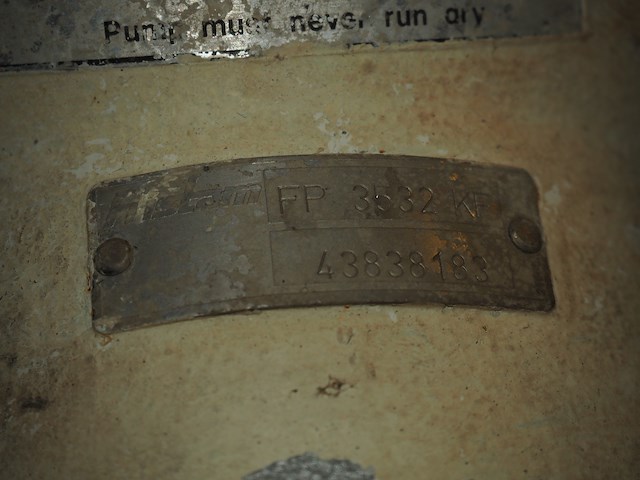 Pump must never run dry
FP 3532 KF
43838183